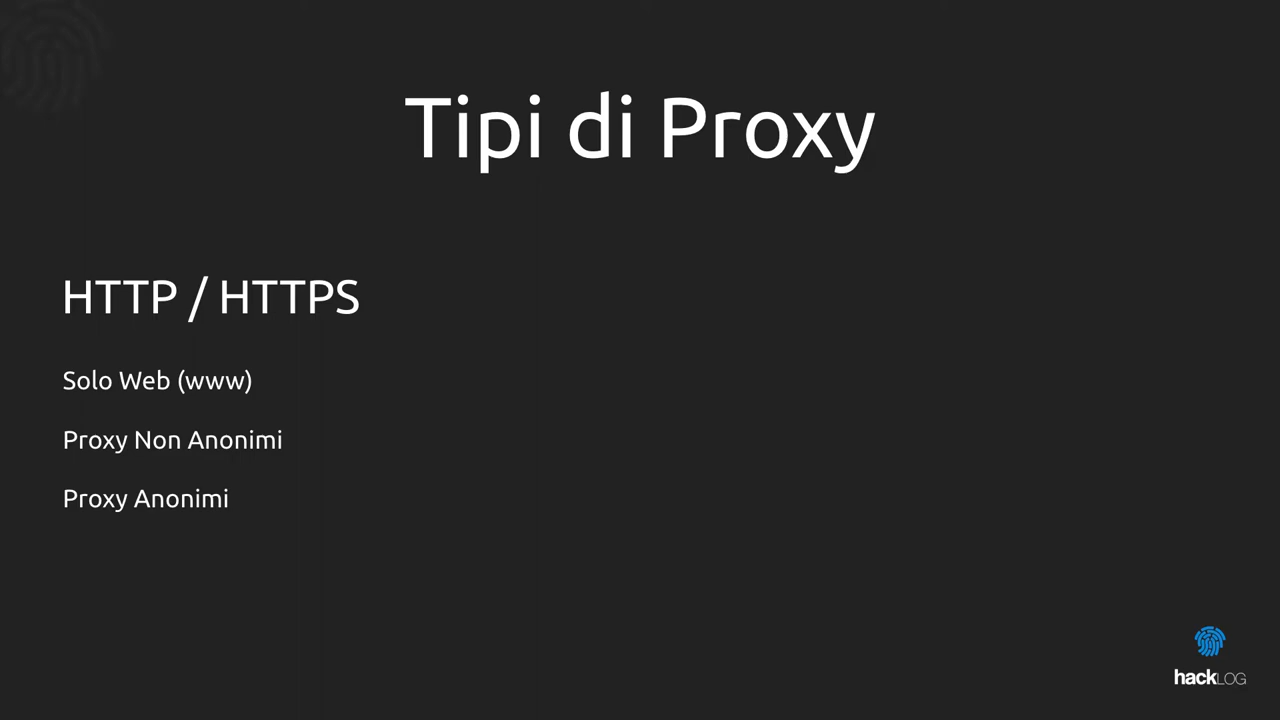 Tipi di Proxy
HTTP / HTTPS
Solo Web (www)
Proxy Non Anonimi
Proxy Anonimi
hackLOG